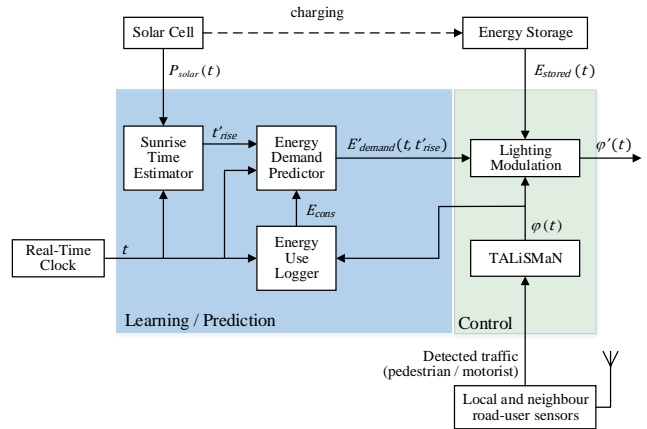 charging
Solar Cell
Energy Storage
P_solar(t)
E_stored(t)
t'_rise
Sunrise
Time
Estimator
Energy
Demand
Predictor
E'_demand(t, t'_rise)
Lighting
Modulation
φ'(t)
E_cons
φ(t)
Real-Time
Clock
t
Energy
Use
Logger
TALiSMaN
Learning / Prediction
Control
Detected traffic
(pedestrian / motorist)
Local and neighbour
road-user sensors